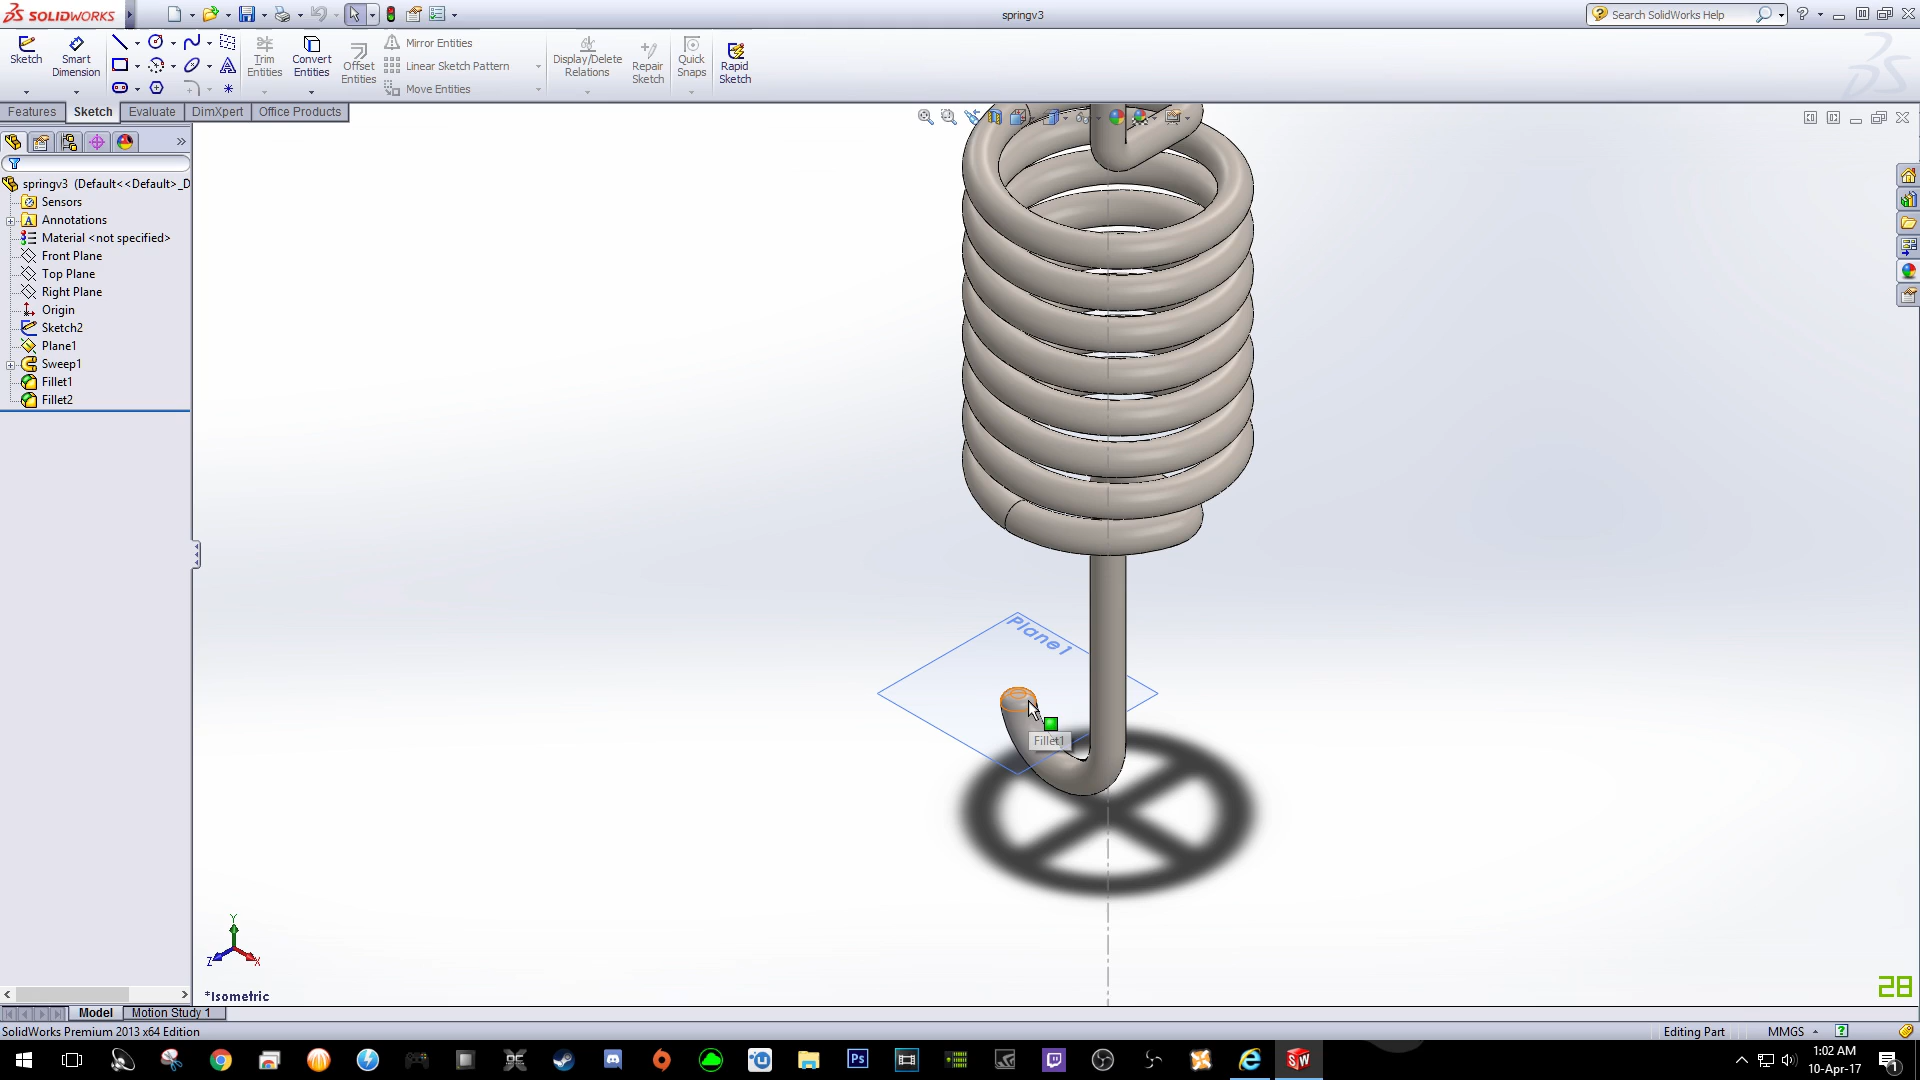 SOLIDWORKS
springv3
Search SolidWorks Help
Sketch
Smart
Dimension
Trim
Entities
Convert
Entities
Offset
Entities
Mirror Entities
Linear Sketch Pattern
Move Entities
Display/Delete
Relations
Repair
Sketch
Quick
Snaps
Rapid
Sketch
Features
Sketch
Evaluate
DimXpert
Office Products
springv3 (Default<<Default>_D
Sensors
Annotations
Material <not specified>
Front Plane
Top Plane
Right Plane
Origin
Sketch2
Plane1
Sweep1
Fillet1
Fillet2
Plane1
Fillet1
Y
Z
X
*Isometric
28
Model
Motion Study 1
SolidWorks Premium 2013 x64 Edition
Editing Part
MMGS
1:02 AM
10-Apr-17